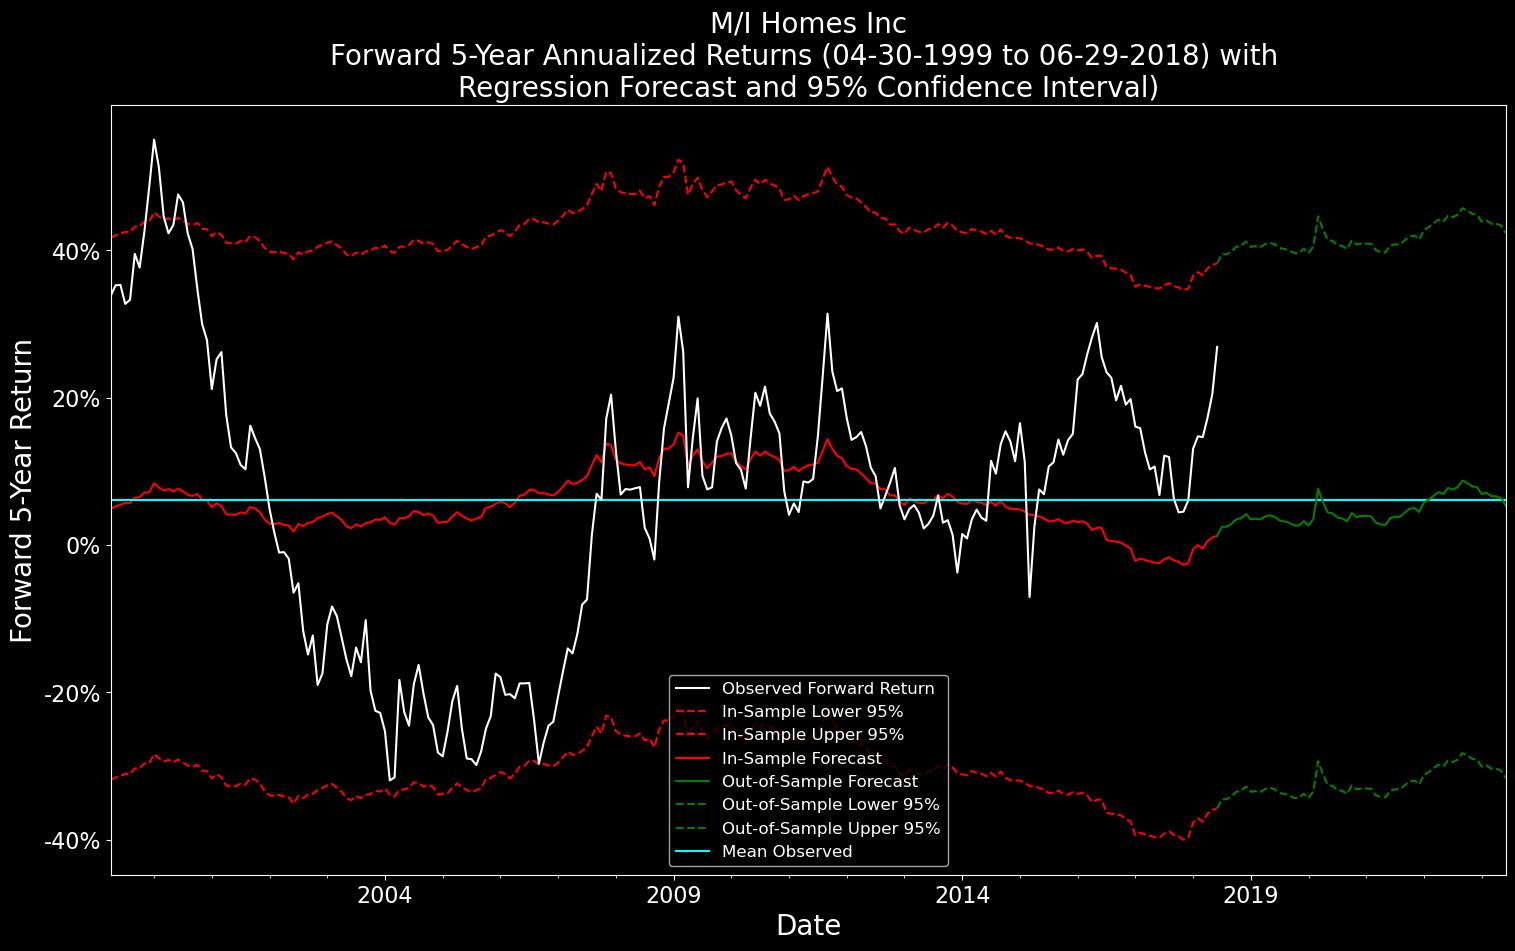 M/I Homes Inc
Forward 5-Year Annualized Returns (04-30-1999 to 06-29-2018) with
Regression Forecast and 95% Confidence Interval)
Forward 5-Year Return
40%
20%
0%
-20%
-40%
Observed Forward Return
In-Sample Lower 95%
In-Sample Upper 95%
In-Sample Forecast
Out-of-Sample Forecast
Out-of-Sample Lower 95%
Out-of-Sample Upper 95%
Mean Observed
2004 2009 2014 2019
Date